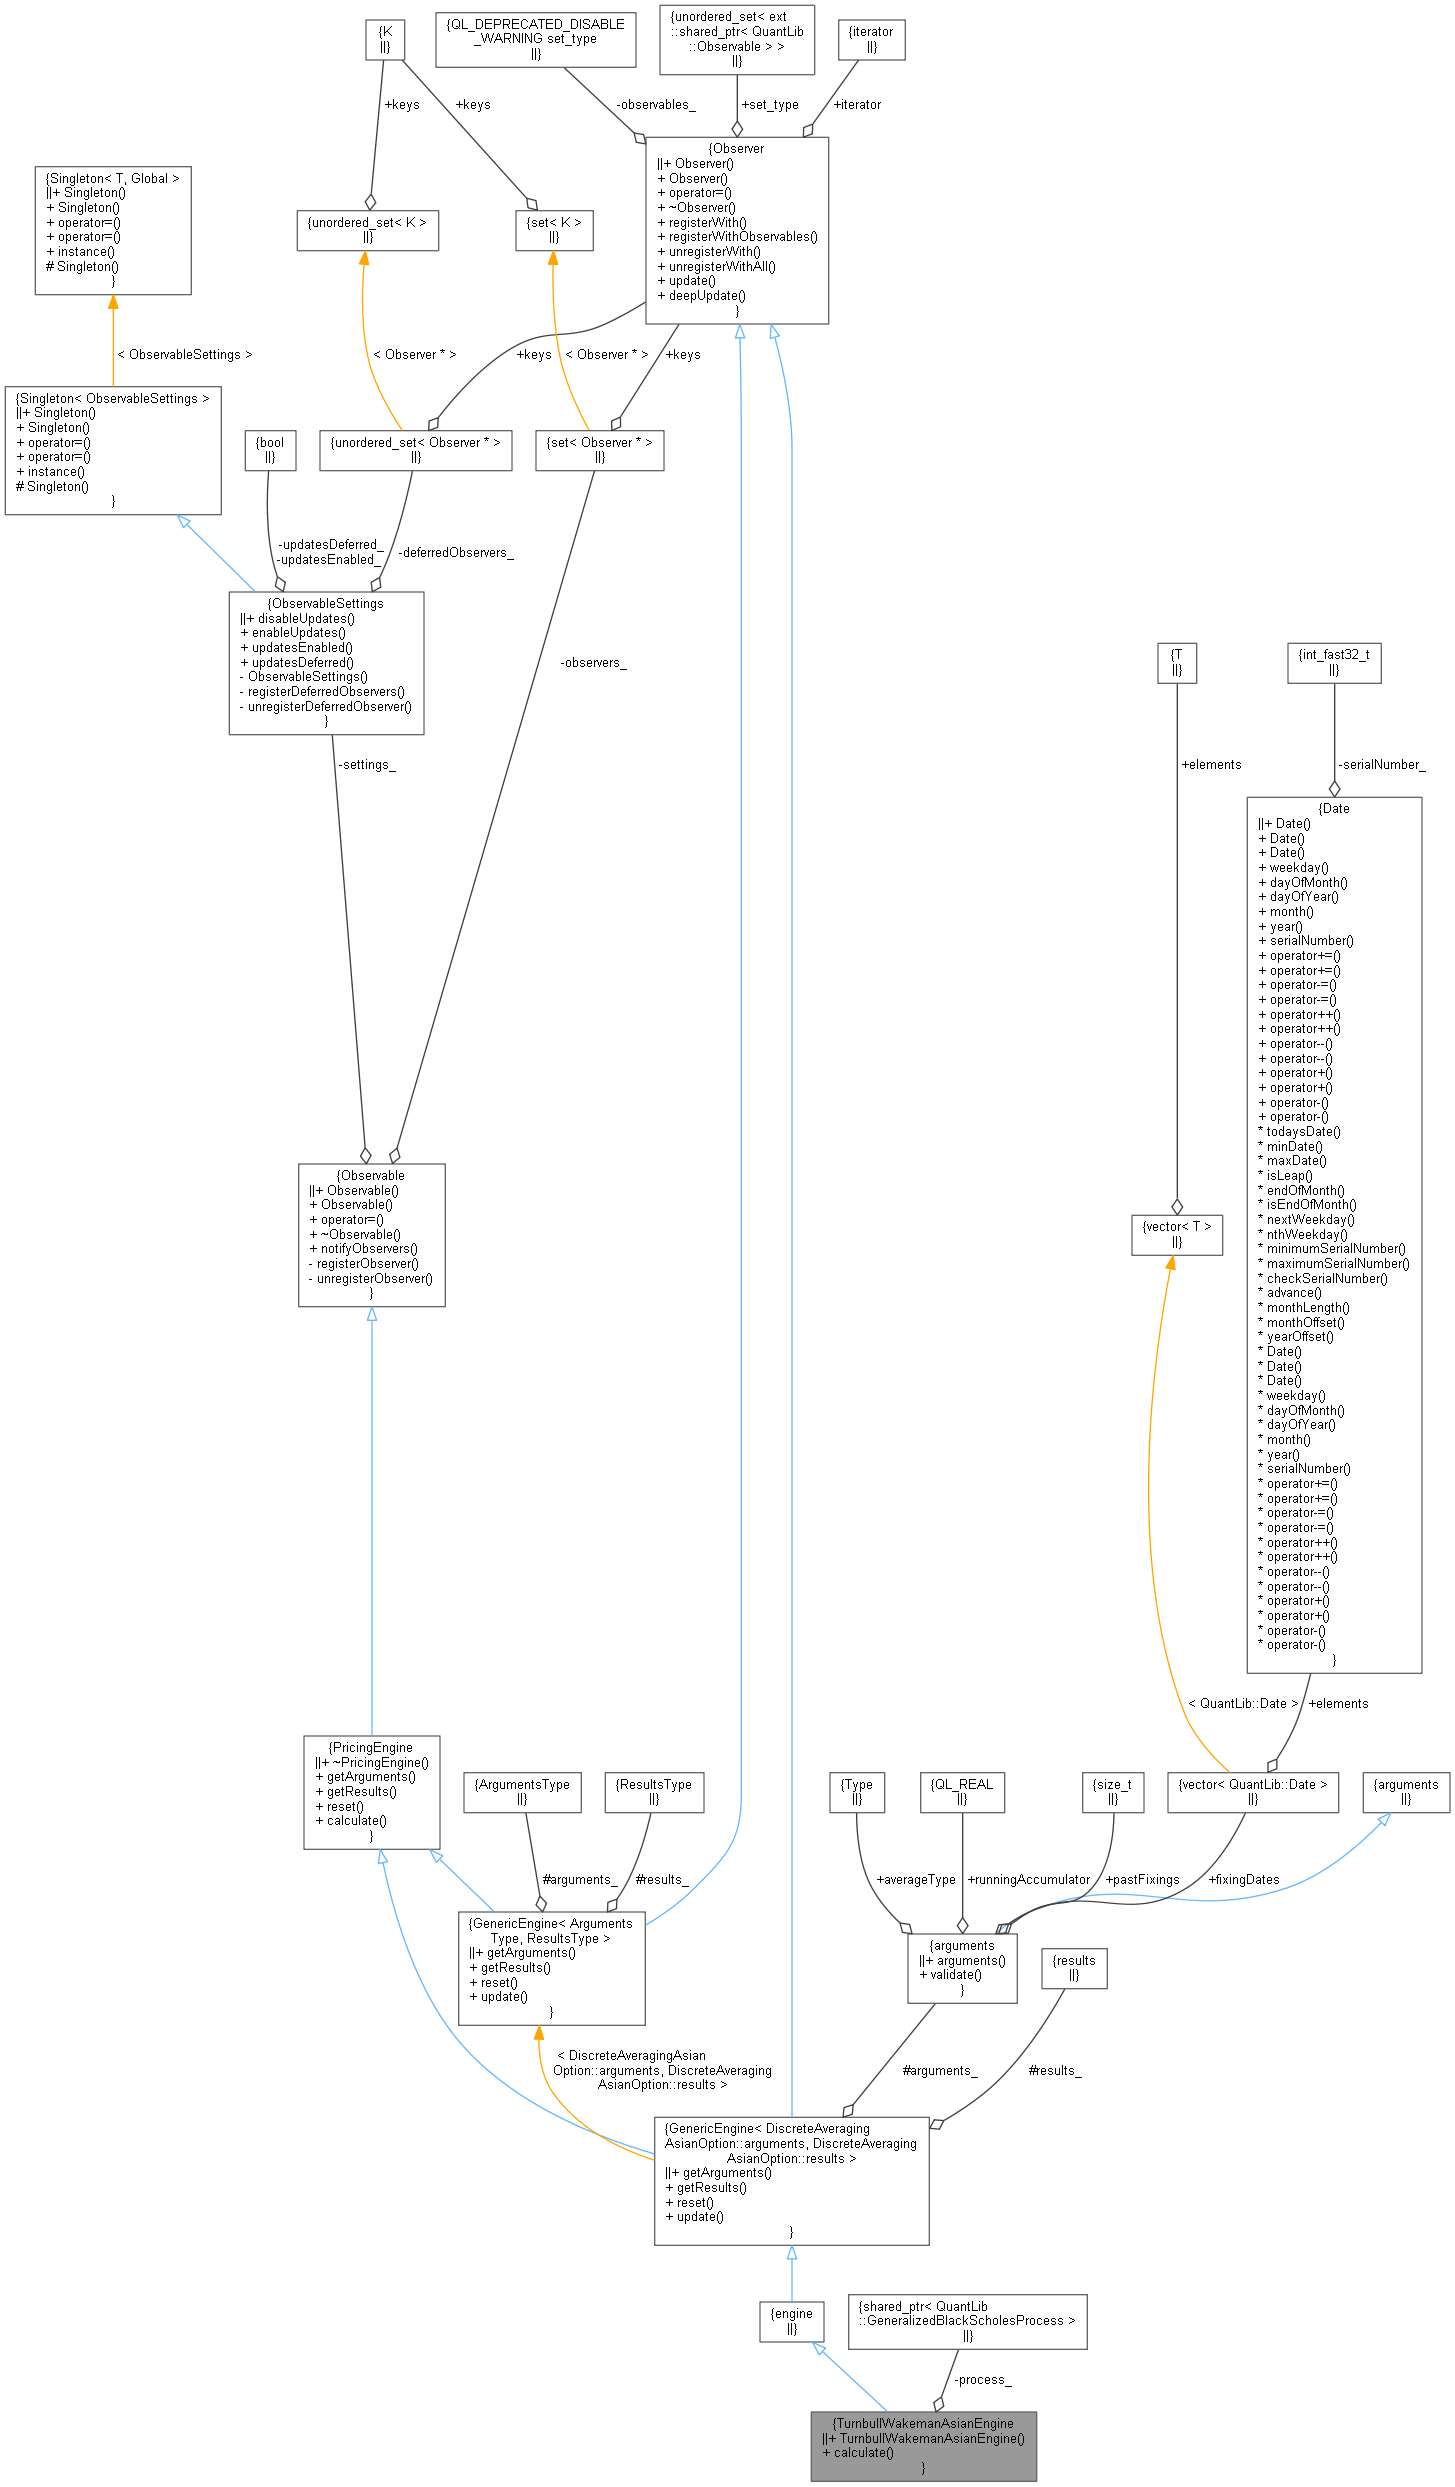 {K
||}
{QL_DEPRECATED_DISABLE
_WARNING set_type
||}
{unordered_set< ext
::shared_ptr< QuantLib
::Observable > >
||}
{iterator
||}
+keys
+keys
-observables_
+set_type
+iterator
{Singleton< T, Global >
||+ Singleton()
+ Singleton()
+ operator=()
+ operator=()
+ instance()
# Singleton()
}
{unordered_set< K >
||}
{set< K >
||}
{Observer
||+ Observer()
+ Observer()
+ operator=()
+ ~Observer()
+ registerWith()
+ registerWithObservables()
+ unregisterWith()
+ unregisterWithAll()
+ update()
+ deepUpdate()
}
< ObservableSettings >
< Observer * >
+keys
< Observer * >
+keys
{Singleton< ObservableSettings >
||+ Singleton()
+ Singleton()
+ operator=()
+ operator=()
+ instance()
# Singleton()
}
{bool
||}
{unordered_set< Observer * >
||}
{set< Observer * >
||}
-updatesDeferred_
-updatesEnabled_
-deferredObservers_
{ObservableSettings
||+ disableUpdates()
+ enableUpdates()
+ updatesEnabled()
+ updatesDeferred()
- ObservableSettings()
- registerDeferredObservers()
- unregisterDeferredObserver()
}
-observers_
{T
||}
{int_fast32_t
||}
-settings_
+elements
-serialNumber_
{Date
||+ Date()
+ Date()
+ Date()
+ weekday()
+ dayOfMonth()
+ dayOfYear()
+ month()
+ year()
+ serialNumber()
+ operator+=()
+ operator+=()
+ operator-=()
+ operator-=()
+ operator++()
+ operator++()
+ operator--()
+ operator--()
+ operator+()
+ operator+()
+ operator-()
+ operator-()
* todaysDate()
* minDate()
* maxDate()
* isLeap()
* endOfMonth()
* isEndOfMonth()
* nextWeekday()
* nthWeekday()
* minimumSerialNumber()
* maximumSerialNumber()
* checkSerialNumber()
* advance()
* monthLength()
* monthOffset()
* yearOffset()
* Date()
* Date()
* Date()
* weekday()
* dayOfMonth()
* dayOfYear()
* month()
* year()
* serialNumber()
* operator+=()
* operator+=()
* operator-=()
* operator-=()
* operator++()
* operator++()
* operator--()
* operator--()
* operator+()
* operator+()
* operator-()
* operator-()
}
{Observable
||+ Observable()
+ Observable()
+ operator=()
+ ~Observable()
+ notifyObservers()
- registerObserver()
- unregisterObserver()
}
{vector< T >
||}
< QuantLib::Date >
+elements
{PricingEngine
||+ ~PricingEngine()
+ getArguments()
+ getResults()
+ reset()
+ calculate()
}
{ArgumentsType
||}
{ResultsType
||}
{Type
||}
{QL_REAL
||}
{size_t
||}
{vector< QuantLib::Date >
||}
{arguments
||}
#arguments_
#results_
+averageType
+runningAccumulator
+pastFixings
+fixingDates
{GenericEngine< Arguments
Type, ResultsType >
||+ getArguments()
+ getResults()
+ reset()
+ update()
}
{arguments
||+ arguments()
+ validate()
}
{results
||}
< DiscreteAveragingAsian
Option::arguments, DiscreteAveraging
AsianOption::results >
#arguments_
#results_
{GenericEngine< DiscreteAveraging
AsianOption::arguments, DiscreteAveraging
AsianOption::results >
||+ getArguments()
+ getResults()
+ reset()
+ update()
}
{engine
||}
{shared_ptr< QuantLib
::GeneralizedBlackScholesProcess >
||}
-process_
{TurnbullWakemanAsianEngine
||+ TurnbullWakemanAsianEngine()
+ calculate()
}